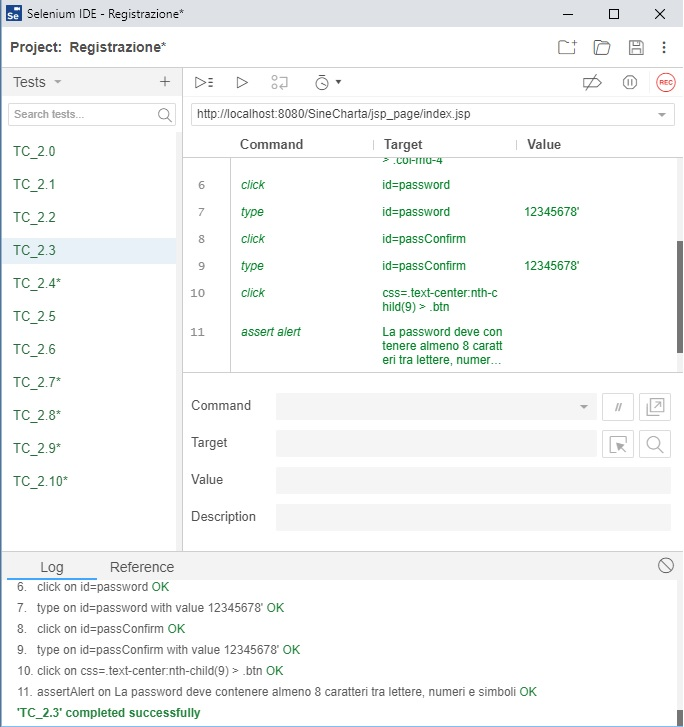 Selenium IDE - Registrazione*
Project: Registrazione*
Tests
Search tests...
TC_2.0
TC_2.1
TC_2.2
TC_2.3
TC_2.4*
TC_2.5
TC_2.6
TC_2.7*
TC_2.8*
TC_2.9*
TC_2.10*
REC
http://localhost:8080/SineCharta/jsp_page/index.jsp
Command Target Value
> .col-md-4
6 click id=password
7 type id=password 12345678'
8 click id=passConfirm
9 type id=passConfirm 12345678'
10 click css=.text-center:nth-c
hild(9) > .btn
11 assert alert La password deve con
tenere almeno 8 caratt
eri tra lettere, numer...
Command
//
Target
Value
Description
Log Reference
6. click on id=password OK
7. type on id=password with value 12345678' OK
8. click on id=passConfirm OK
9. type on id=passConfirm with value 12345678' OK
10. click on css=.text-center:nth-child(9) > .btn OK
11. assertAlert on La password deve contenere almeno 8 caratteri tra lettere, numeri e simboli OK
'TC_2.3' completed successfully